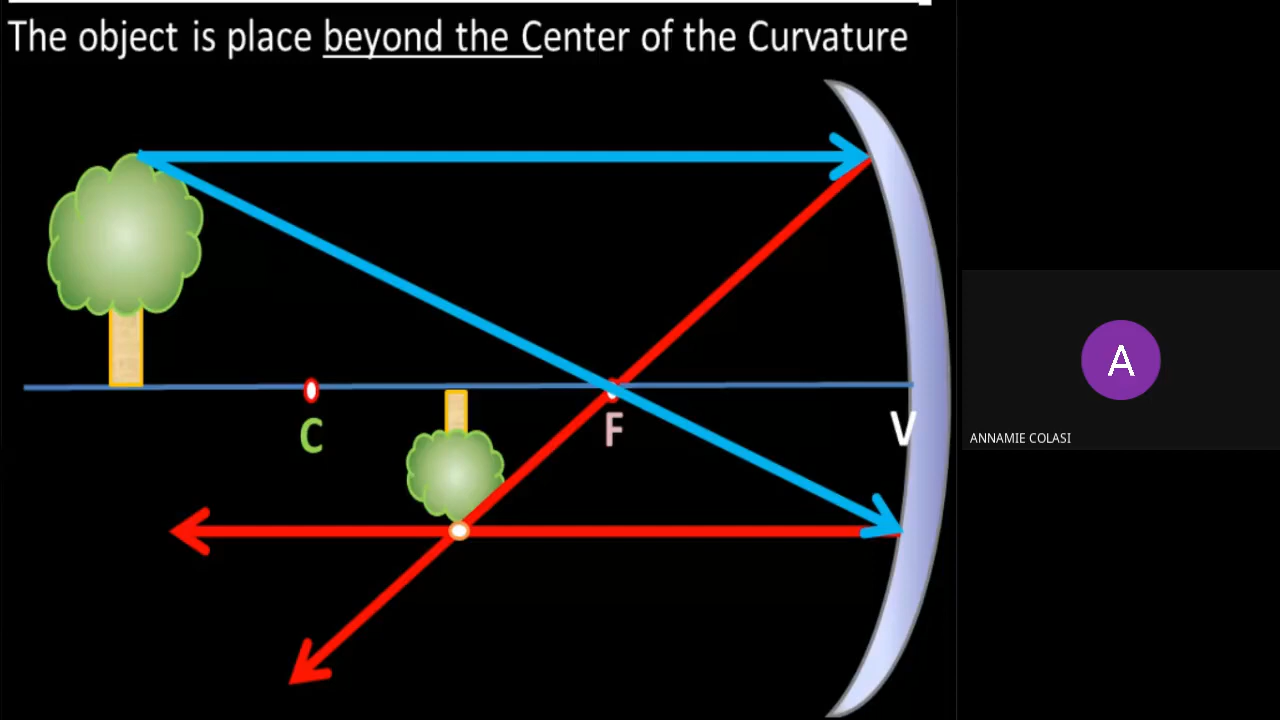 The object is place beyond the Center of the Curvature
C
F
V
A
ANNAMIE COLASI